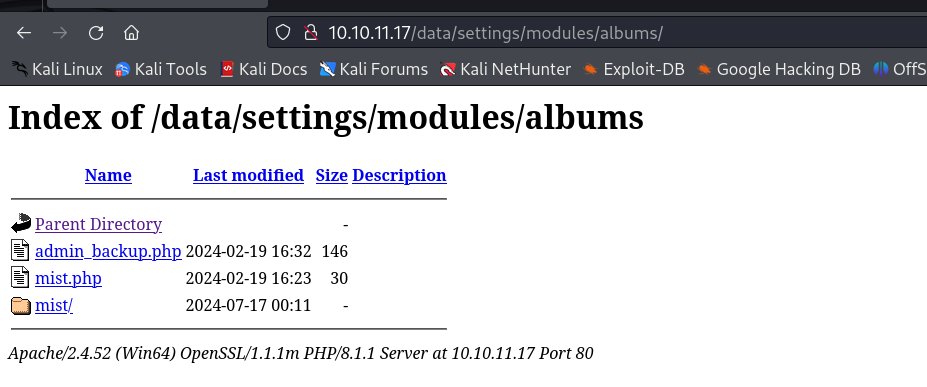 10.10.11.17/data/settings/modules/albums/
Kali Linux Kali Tools Kali Docs Kali Forums Kali NetHunter Exploit-DB Google Hacking DB OffS
Index of /data/settings/modules/albums
Name Last modified Size Description
Parent Directory -
admin_backup.php 2024-02-19 16:32 146
mist.php 2024-02-19 16:23 30
mist/ 2024-07-17 00:11 -
Apache/2.4.52 (Win64) OpenSSL/1.1.1m PHP/8.1.1 Server at 10.10.11.17 Port 80